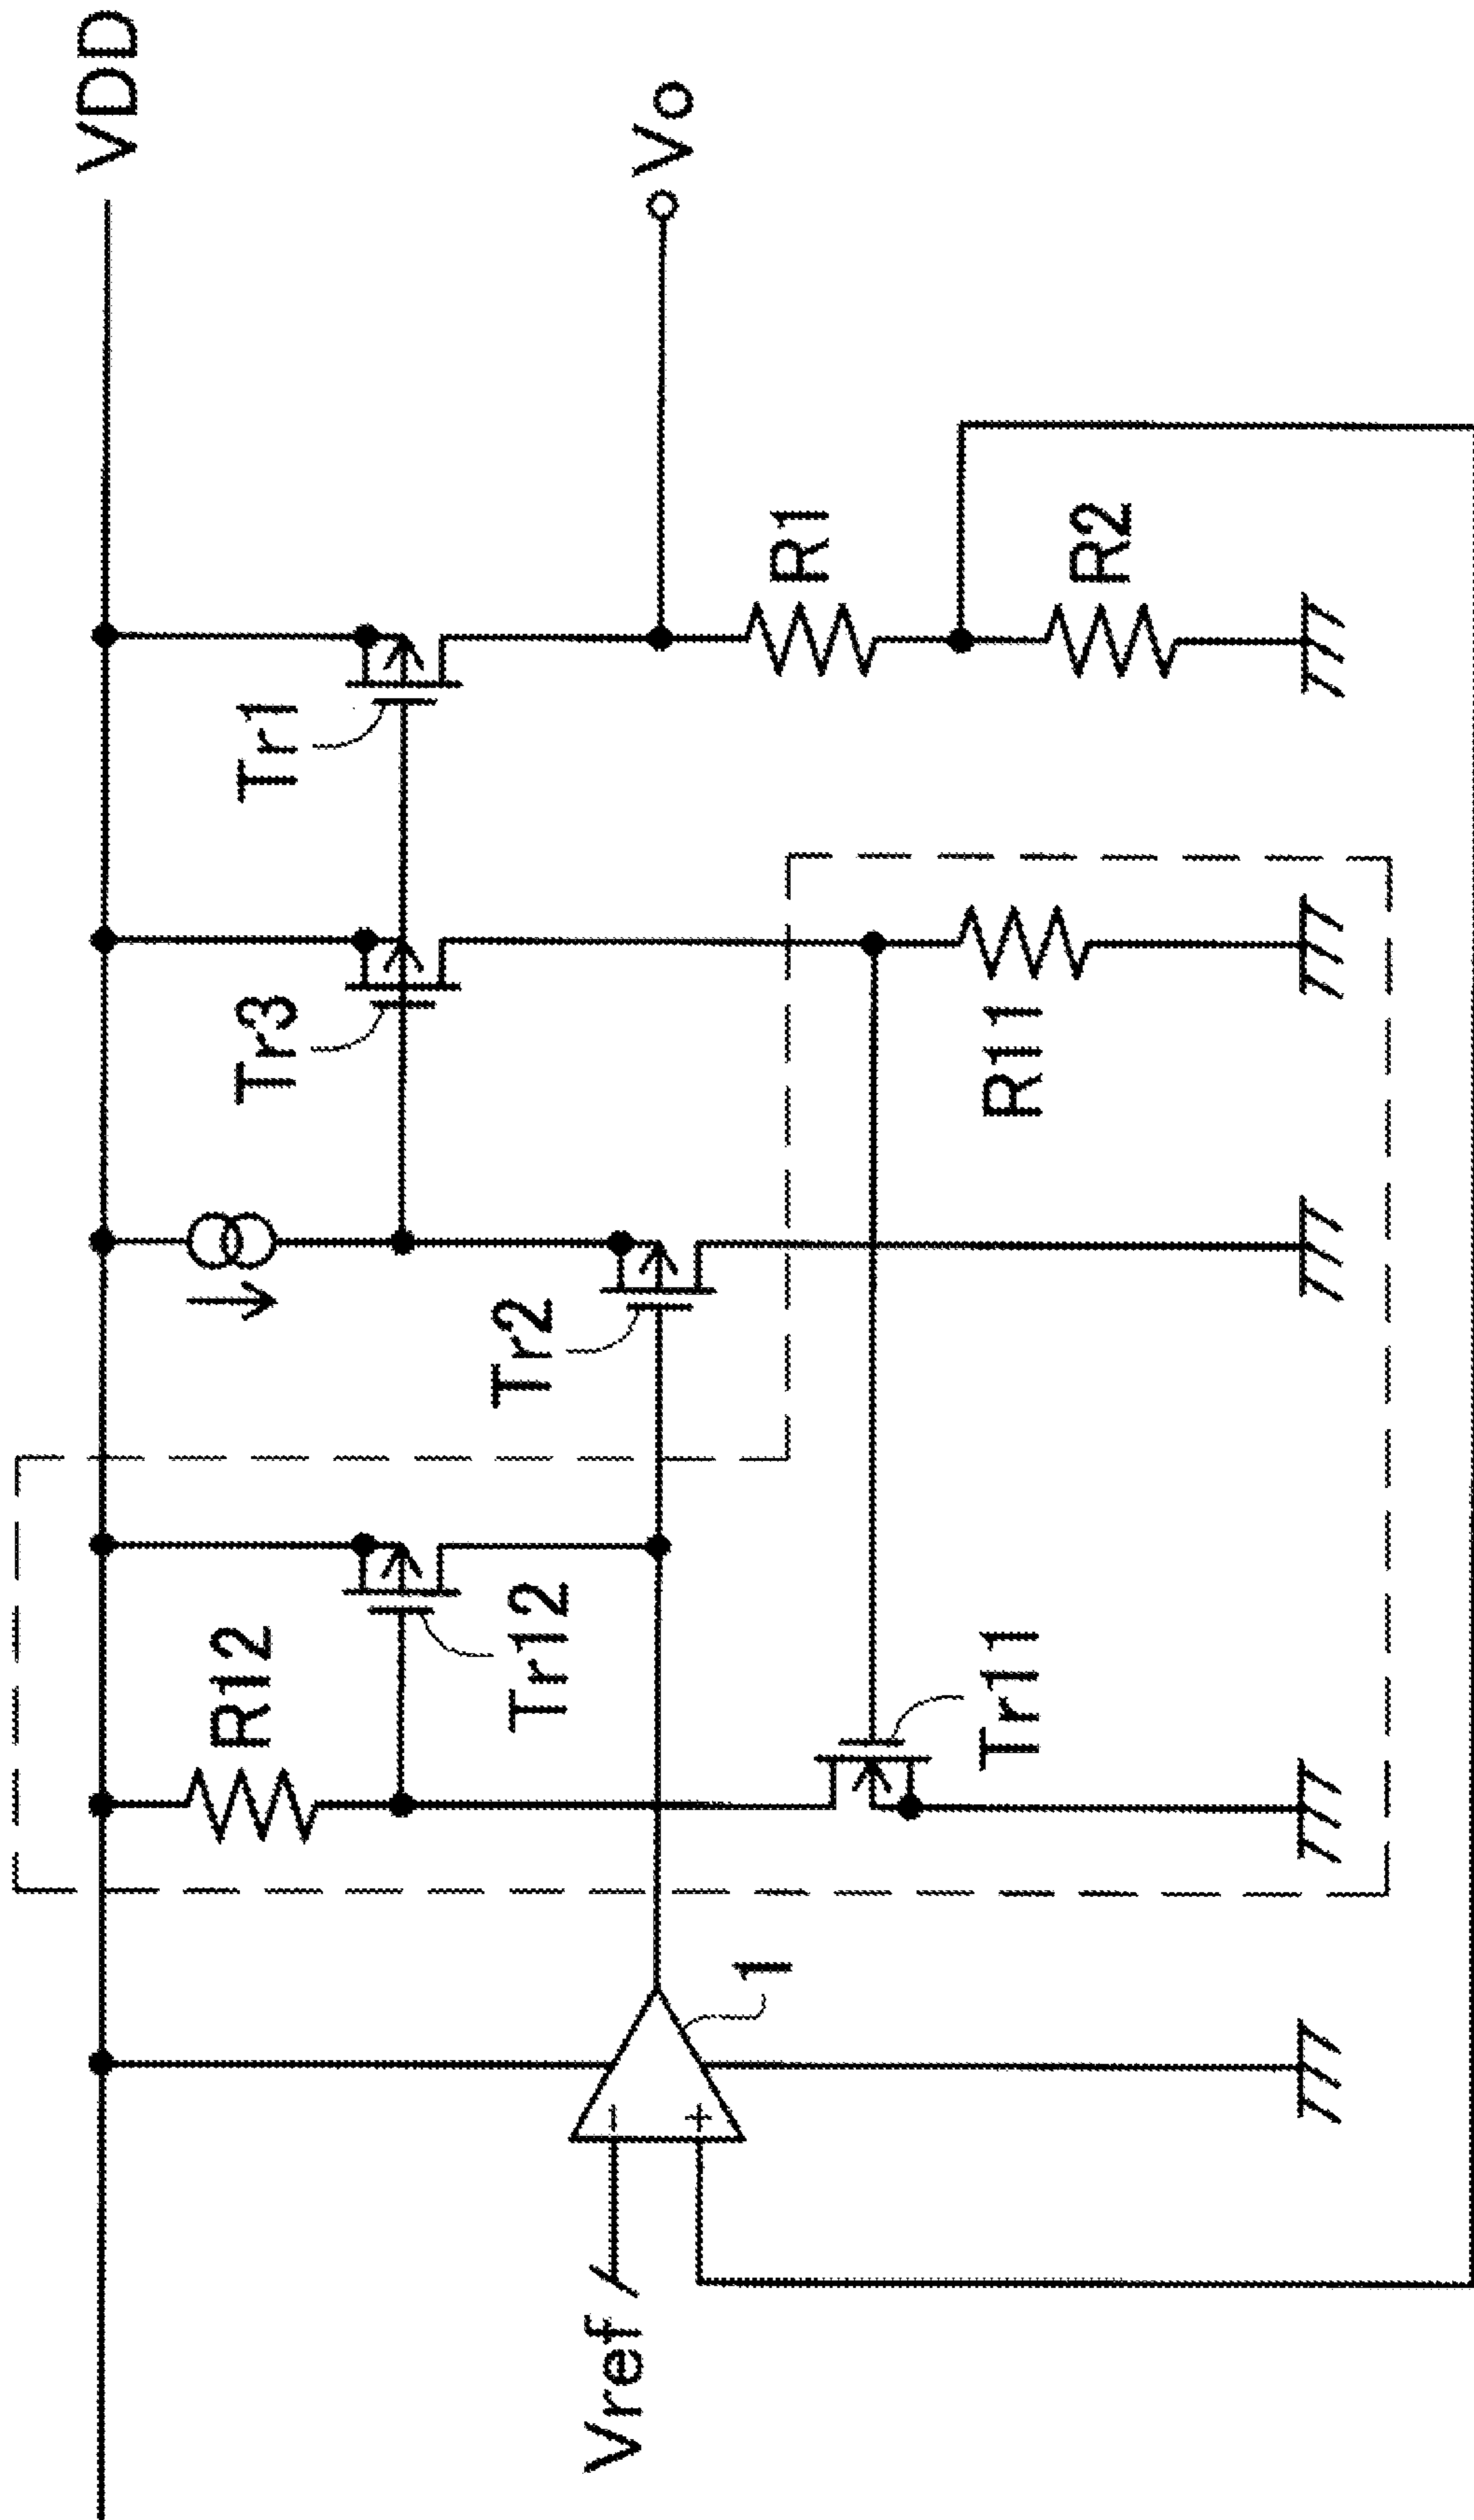 VDD
Vo
R1
R2
Tr1
Tr3
R11
Tr2
R12
Tr12
Tr11
1
Vref
−
+